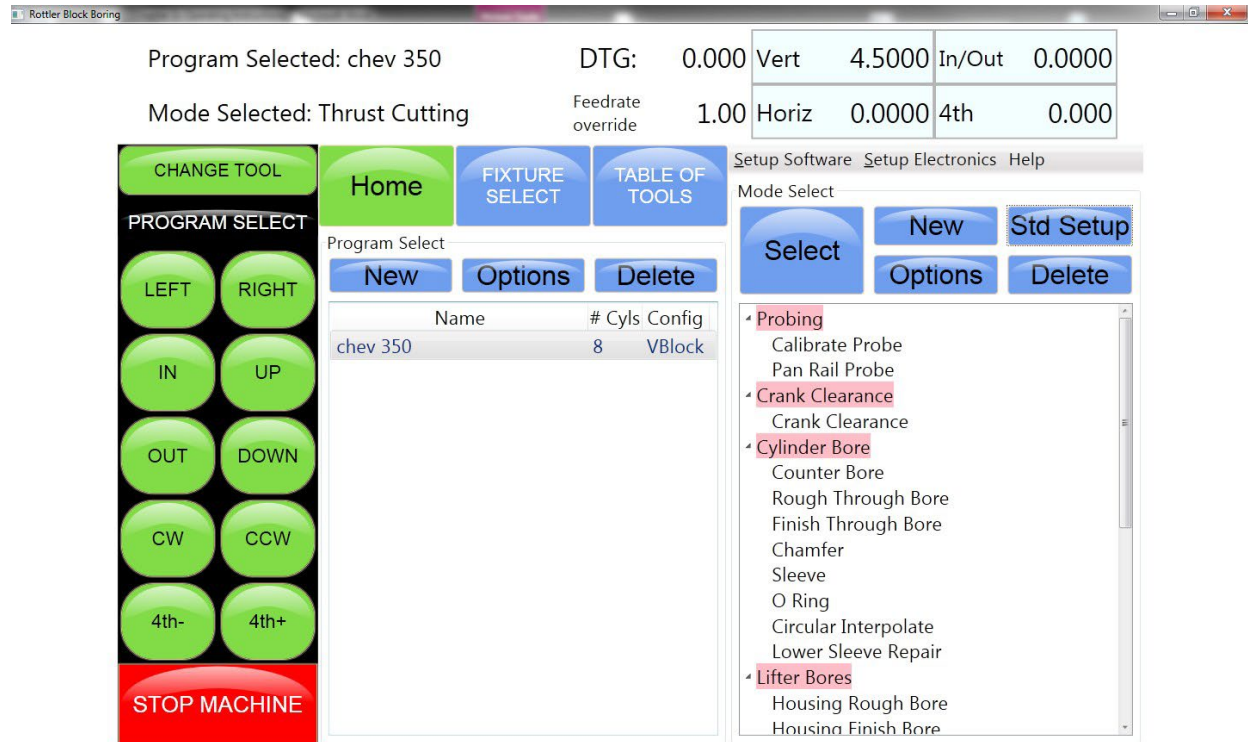 Rottler Block Boring
Program Selected: chev 350
DTG: 0.000
Vert 4.5000
In/Out 0.0000
Mode Selected: Thrust Cutting
Feedrate
override
1.00
Horiz 0.0000
4th 0.000
CHANGE TOOL
PROGRAM SELECT
LEFT RIGHT
IN UP
OUT DOWN
CW CCW
4th- 4th+
STOP MACHINE
Home
FIXTURE
SELECT
TABLE OF
TOOLS
Program Select
New Options Delete
Name # Cyls Config
chev 350 8 VBlock
Setup Software Setup Electronics Help
Mode Select
Select
New
Std Setup
Options
Delete
Probing
Calibrate Probe
Pan Rail Probe
Crank Clearance
Crank Clearance
Cylinder Bore
Counter Bore
Rough Through Bore
Finish Through Bore
Chamfer
Sleeve
O Ring
Circular Interpolate
Lower Sleeve Repair
Lifter Bores
Housing Rough Bore
Housing Finish Bore